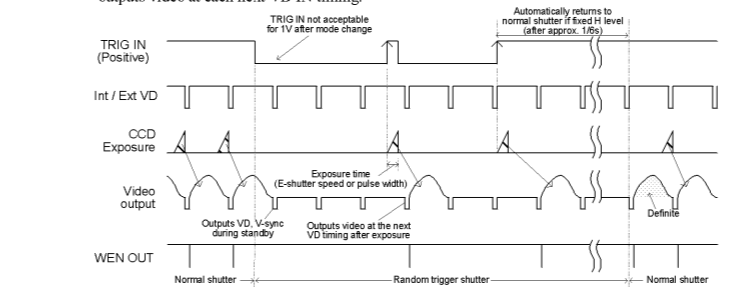 outputs video at each next VD IN timing.
TRIG IN not acceptable
for 1V after mode change
Automatically returns to
normal shutter if fixed H level
(after approx. 1/6s)
TRIG IN
(Positive)
Int / Ext VD
CCD
Exposure
Exposure time
(E-shutter speed or pulse width)
Video
output
Outputs VD, V-sync
during standby
Outputs video at the next
VD timing after exposure
Definite
WEN OUT
Normal shutter
Random trigger shutter
Normal shutter